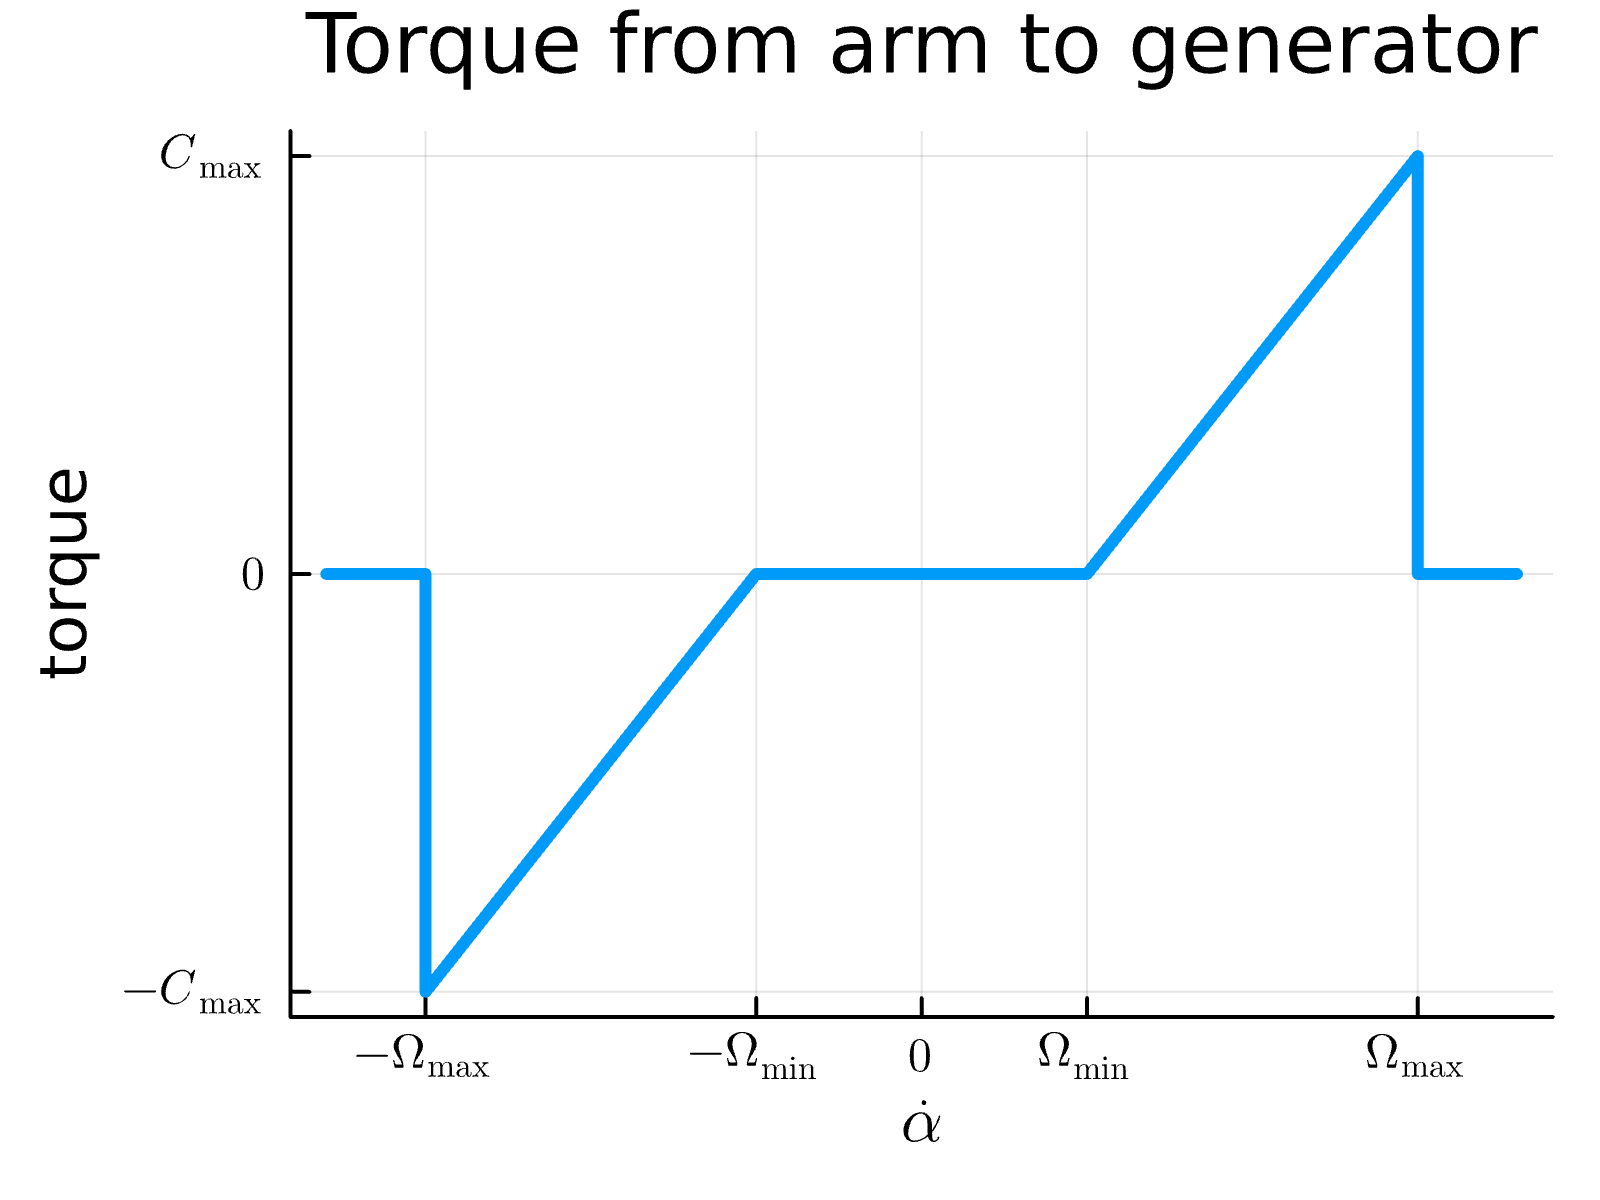 Torque from arm to generator
C_max
0
−C_max
torque
−Ω_max −Ω_min 0 Ω_min Ω_max
α̇